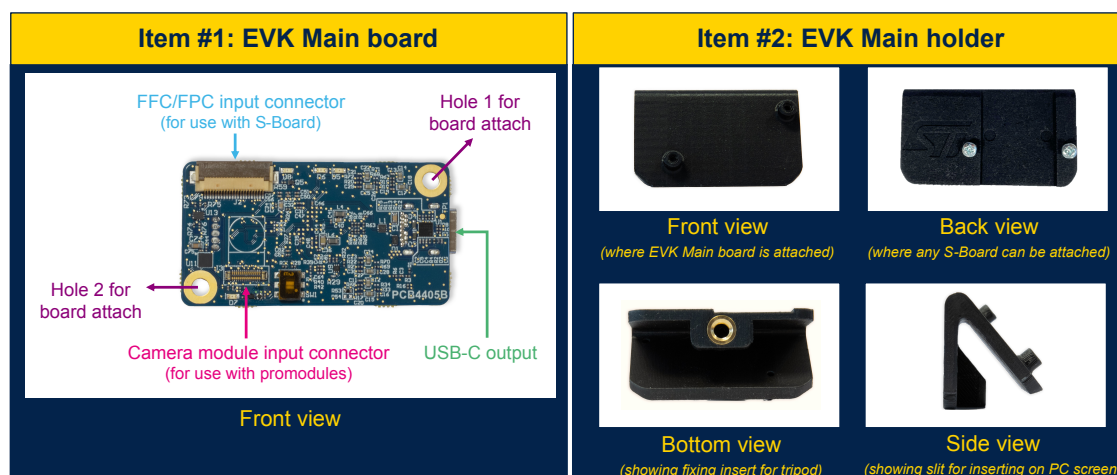 Item #1: EVK Main board
FFC/FPC input connector
(for use with S-Board)
Hole 1 for
board attach
Hole 2 for
board attach
PCB4405B
Camera module input connector
(for use with promodules)
USB-C output
Front view
Item #2: EVK Main holder
Front view
(where EVK Main board is attached)
Back view
(where any S-Board can be attached)
Bottom view
(showing fixing insert for tripod)
Side view
(showing slit for inserting on PC screen)